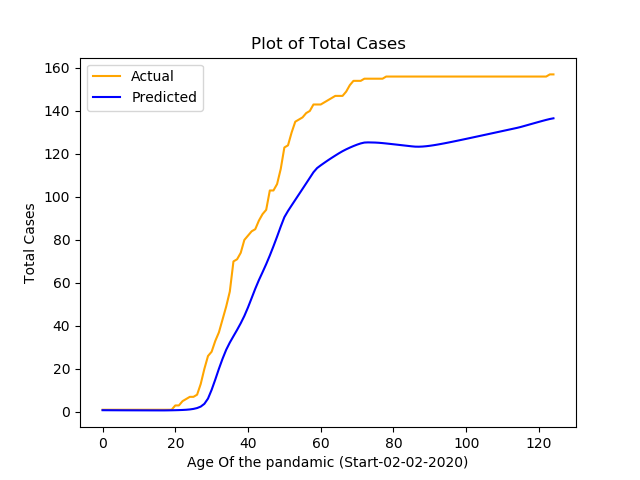 Plot of Total Cases
Actual
Predicted
160
140
120
100
80
60
40
20
0
Total Cases
0 20 40 60 80 100 120
Age Of the pandamic (Start-02-02-2020)